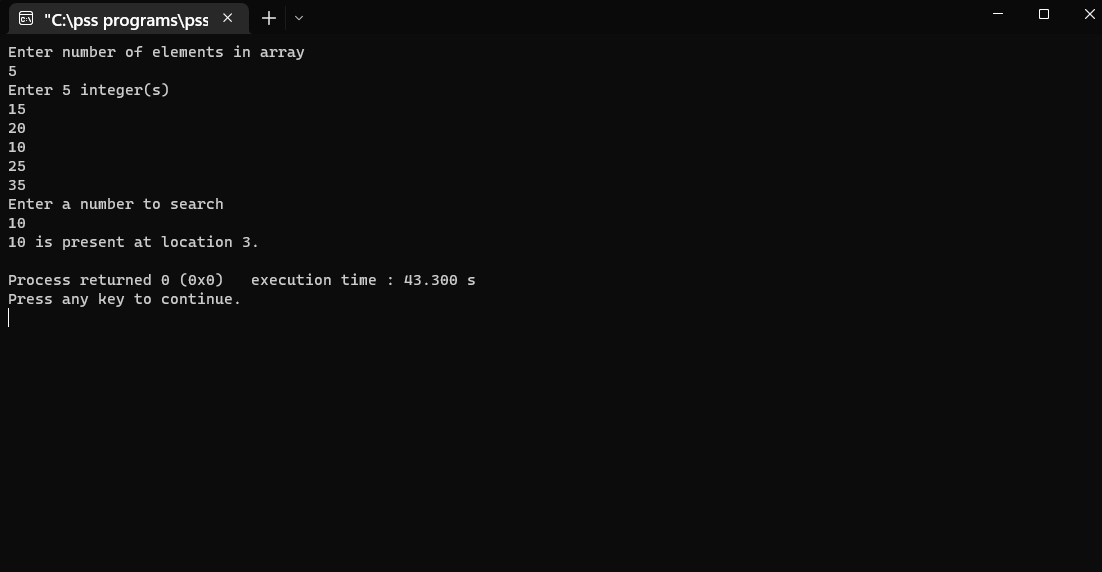 "C:\pss programs\pss
Enter number of elements in array
5
Enter 5 integer(s)
15
20
10
25
35
Enter a number to search
10
10 is present at location 3.
Process returned 0 (0x0)   execution time : 43.300 s
Press any key to continue.